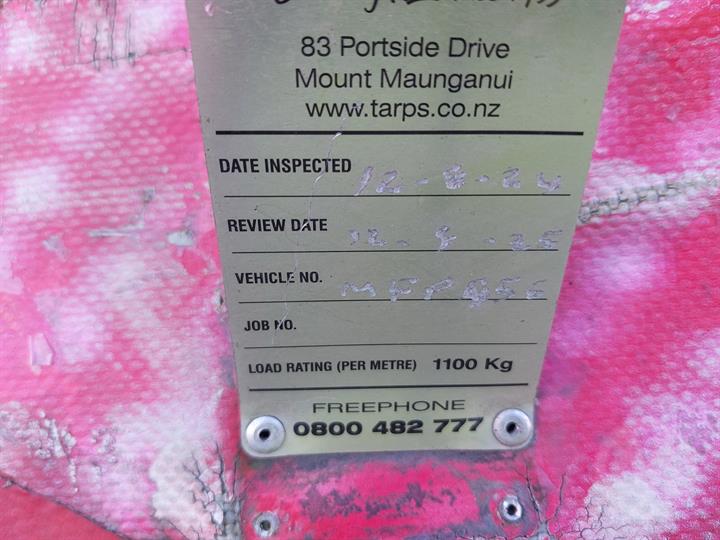 83 Portside Drive
Mount Maunganui
www.tarps.co.nz
DATE INSPECTED 12-8-24
REVIEW DATE 12-8-25
VEHICLE NO.
JOB NO.
LOAD RATING (PER METRE) 1100 Kg
FREEPHONE
0800 482 777